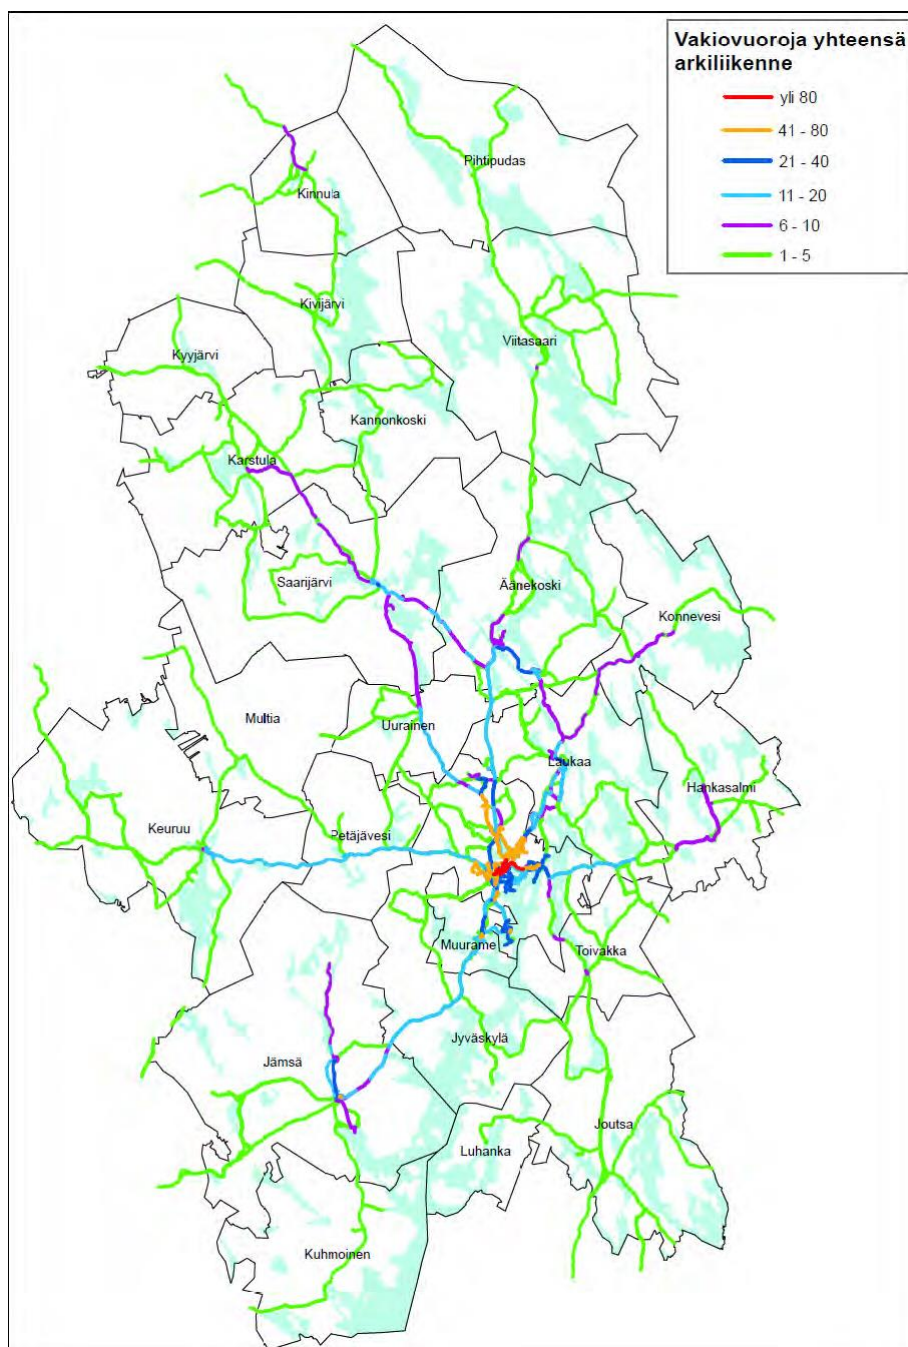 Vakiovuoroja yhteensä
arkiliikenne
yli 80
41 - 80
21 - 40
11 - 20
6 - 10
1 - 5
Pihtipudas
Kinnula
Kivijärvi
Viitasaari
Kyyjärvi
Kannonkoski
Karstula
Saarijärvi
Äänekoski
Konnevesi
Multia
Uurainen
Laukaa
Hankasalmi
Keuruu
Petäjävesi
Muurame
Toivakka
Jyväskylä
Jämsä
Joutsa
Luhanka
Kuhmoinen